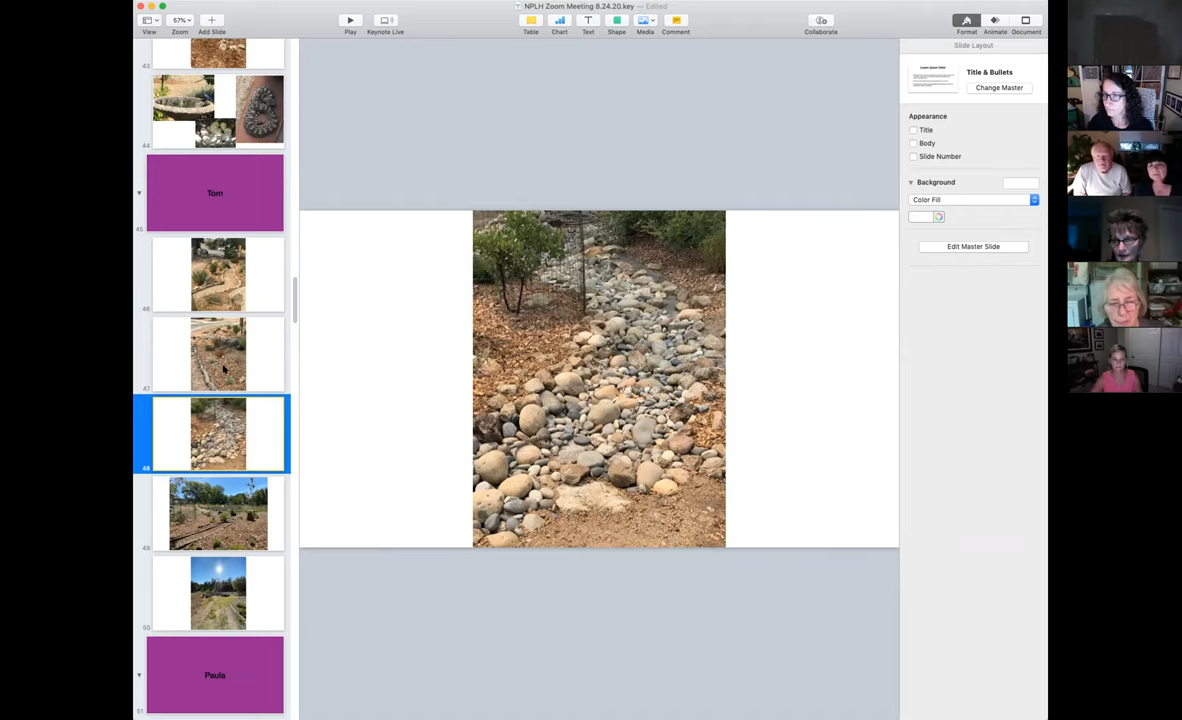 NPLH Zoom Meeting 8.24.20.key — Edited
57%
View
Zoom
Add Slide
Play
Keynote Live
Table
Chart
Text
Shape
Media
Comment
Collaborate
Format
Animate
Document
43
44
Tom
45
46
47
48
49
50
Paula
51
Slide Layout
Title & Bullets
Change Master
Appearance
Title
Body
Slide Number
Background
Color Fill
Edit Master Slide